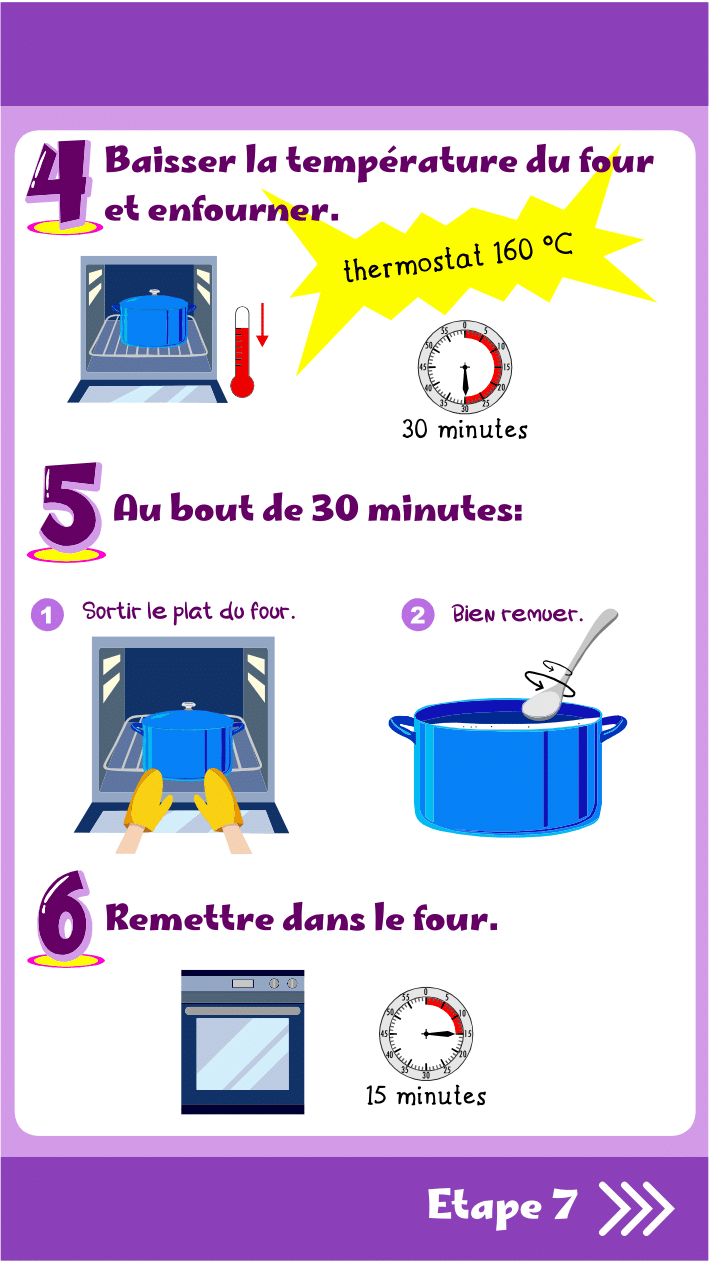 4 Baisser la température du four
et enfourner.
thermostat 160 °C
0 5 10 15 20 25 30 35 40 45 50 55
30 minutes
5 Au bout de 30 minutes:
1 Sortir le plat du four.
2 Bien remuer.
6 Remettre dans le four.
0 5 10 15 20 25 30 35 40 45 50 55
15 minutes
Etape 7